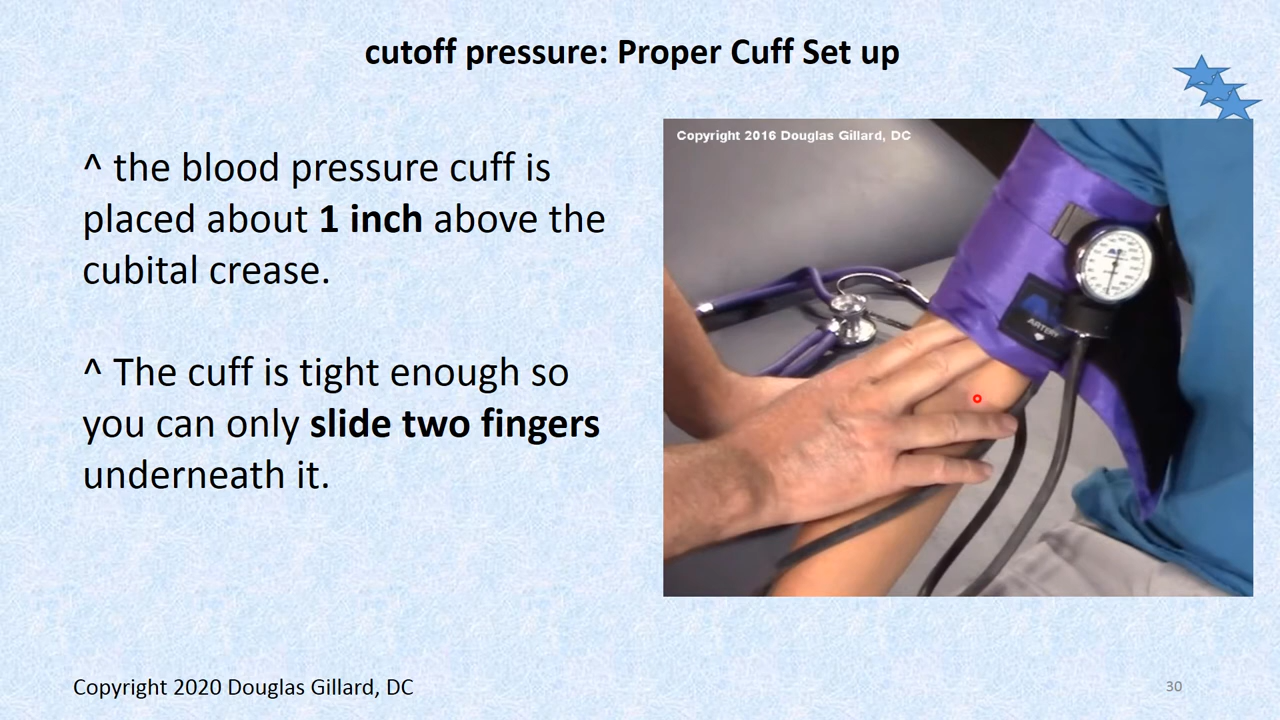 cutoff pressure: Proper Cuff Set up
Copyright 2016 Douglas Gillard, DC
^ the blood pressure cuff is
placed about 1 inch above the
cubital crease.
^ The cuff is tight enough so
you can only slide two fingers
underneath it.
ARTERY
Copyright 2020 Douglas Gillard, DC
30